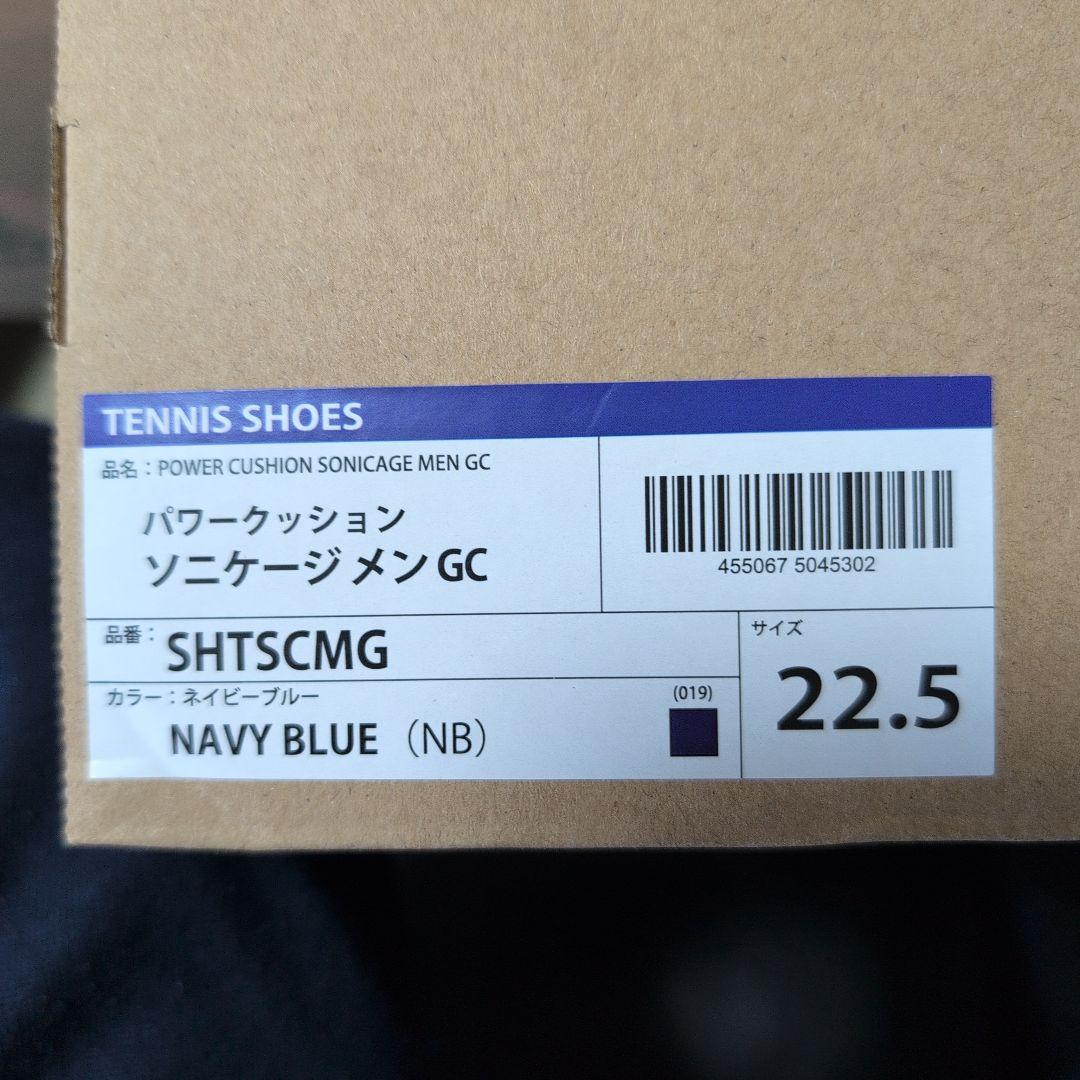 TENNIS SHOES
品名：POWER CUSHION SONICAGE MEN GC
パワークッション
ソニケージ メン GC
455067 5045302
品番：
SHTSCMG
カラー：ネイビーブルー
(019)
NAVY BLUE （NB）
サイズ
22.5